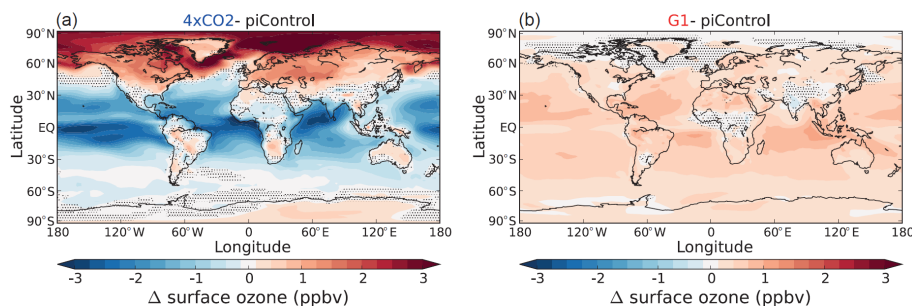 (a) 4xCO2- piControl
90°N
60°N
30°N
EQ
30°S
60°S
90°S
Latitude
180 120°W 60°W 0 60°E 120°E 180
Longitude
-3 -2 -1 0 1 2 3
Δ surface ozone (ppbv)
(b) G1- piControl
90°N
60°N
30°N
EQ
30°S
60°S
90°S
Latitude
180 120°W 60°W 0 60°E 120°E 180
Longitude
-3 -2 -1 0 1 2 3
Δ surface ozone (ppbv)